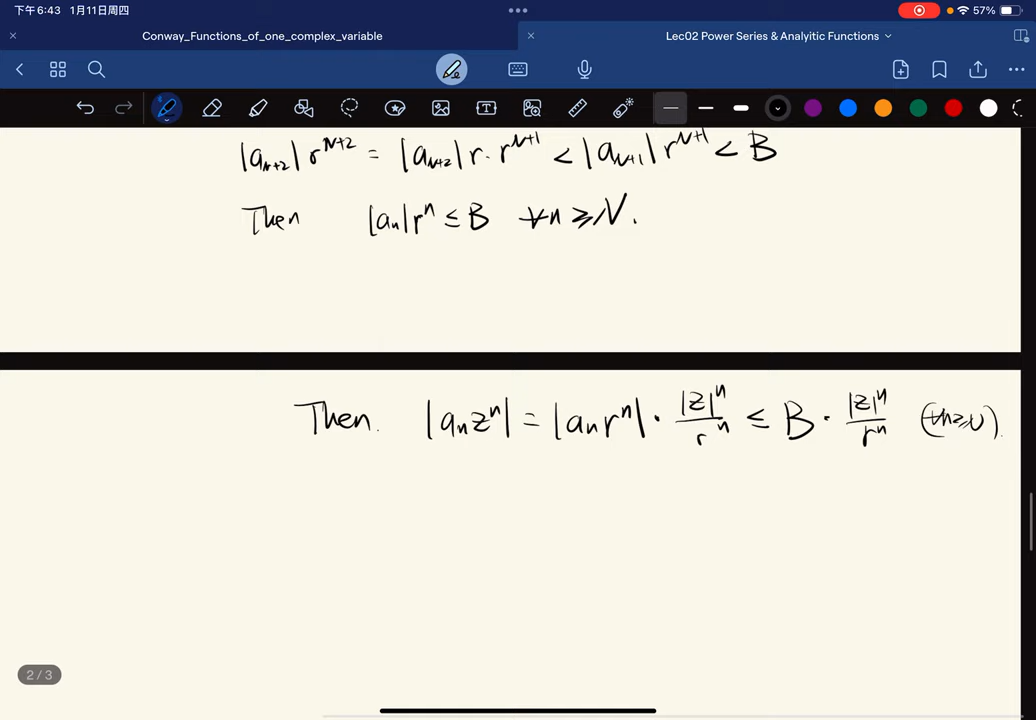 下午6:43 1月11日周四
57%
Conway_Functions_of_one_complex_variable
Lec02 Power Series & Analyitic Functions
|a_{N+2}| r^{N+2} = |a_{N+2}| r · r^{N+1} < |a_{N+1}| r^{N+1} < B
Then |a_n| r^n ≤ B ∀n ≥ N.
Then. |a_n z^n| = |a_n r^n| · |z|^n / r^n ≤ B · |z|^n / r^n (∀n≥N).
2 / 3